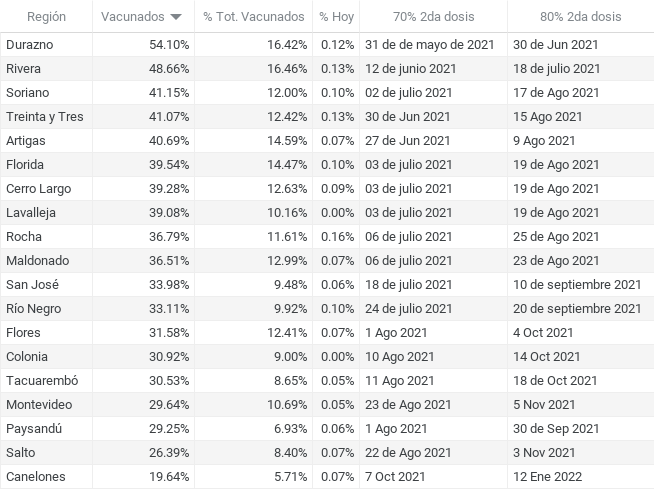 Región Vacunados % Tot. Vacunados % Hoy 70% 2da dosis 80% 2da dosis
Durazno 54.10% 16.42% 0.12% 31 de de mayo de 2021 30 de Jun 2021
Rivera 48.66% 16.46% 0.13% 12 de junio 2021 18 de julio 2021
Soriano 41.15% 12.00% 0.10% 02 de julio 2021 17 de Ago 2021
Treinta y Tres 41.07% 12.42% 0.13% 30 de Jun 2021 15 Ago 2021
Artigas 40.69% 14.59% 0.07% 27 de Jun 2021 9 Ago 2021
Florida 39.54% 14.47% 0.10% 03 de julio 2021 19 de Ago 2021
Cerro Largo 39.28% 12.63% 0.09% 03 de julio 2021 19 de Ago 2021
Lavalleja 39.08% 10.16% 0.00% 03 de julio 2021 19 de Ago 2021
Rocha 36.79% 11.61% 0.16% 06 de julio 2021 25 de Ago 2021
Maldonado 36.51% 12.99% 0.07% 06 de julio 2021 23 de Ago 2021
San José 33.98% 9.48% 0.06% 18 de julio 2021 10 de septiembre 2021
Río Negro 33.11% 9.92% 0.10% 24 de julio 2021 20 de septiembre 2021
Flores 31.58% 12.41% 0.07% 1 Ago 2021 4 Oct 2021
Colonia 30.92% 9.00% 0.00% 10 Ago 2021 14 Oct 2021
Tacuarembó 30.53% 8.65% 0.05% 11 Ago 2021 18 de Oct 2021
Montevideo 29.64% 10.69% 0.05% 23 de Ago 2021 5 Nov 2021
Paysandú 29.25% 6.93% 0.06% 1 Ago 2021 30 de Sep 2021
Salto 26.39% 8.40% 0.07% 22 de Ago 2021 3 Nov 2021
Canelones 19.64% 5.71% 0.07% 7 Oct 2021 12 Ene 2022